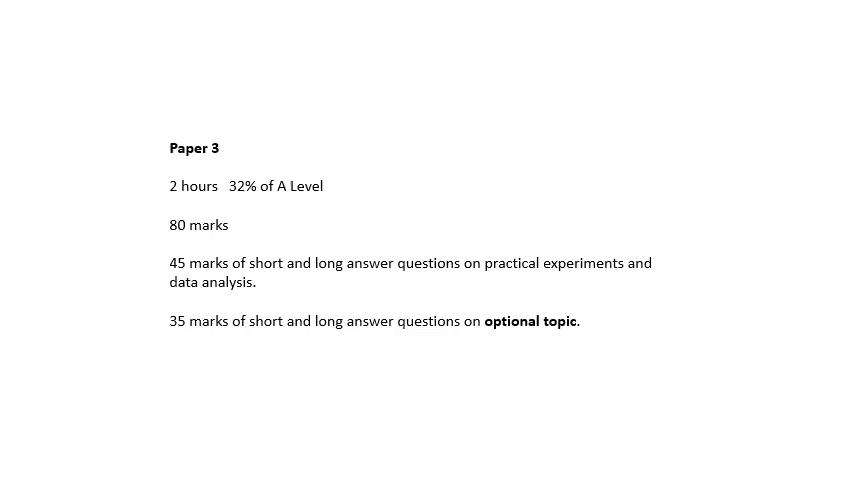 Paper 3
2 hours   32% of A Level
80 marks
45 marks of short and long answer questions on practical experiments and
data analysis.
35 marks of short and long answer questions on optional topic.